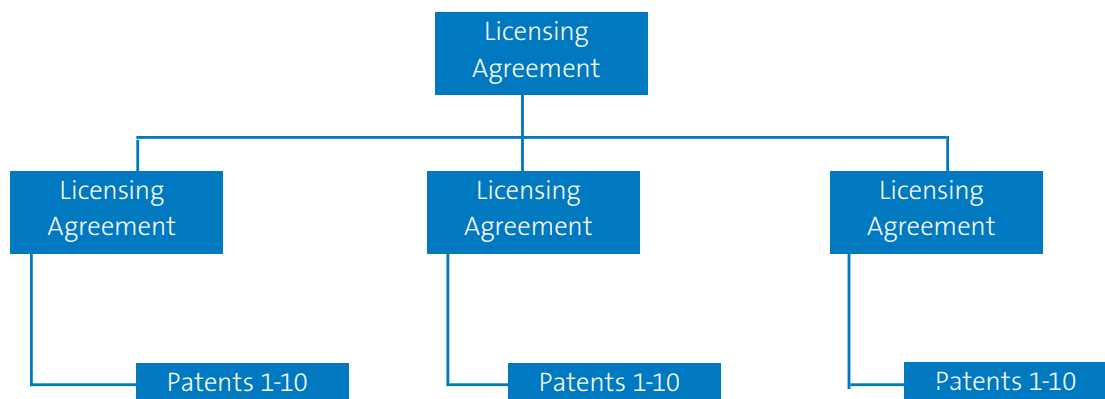 Licensing
Agreement
Licensing
Agreement
Licensing
Agreement
Licensing
Agreement
Patents 1-10
Patents 1-10
Patents 1-10